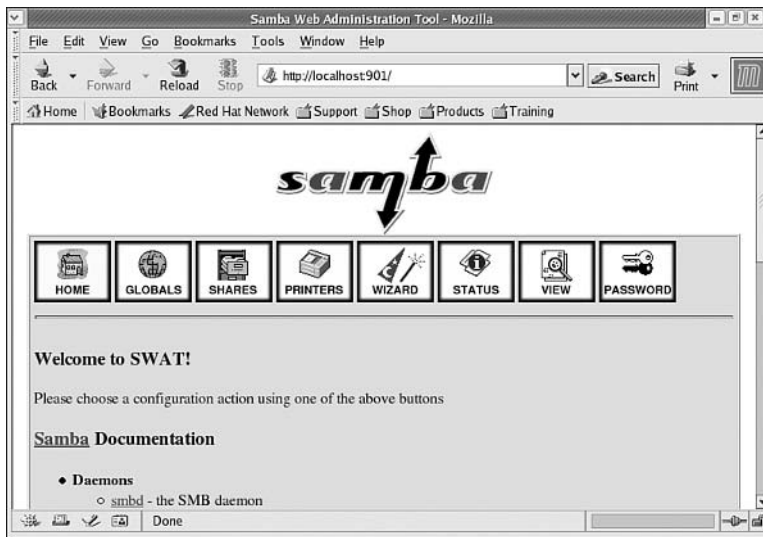 Samba Web Administration Tool - Mozilla
File Edit View Go Bookmarks Tools Window Help
Back Forward Reload Stop http://localhost:901/ Search Print
Home Bookmarks Red Hat Network Support Shop Products Training
samba
HOME GLOBALS SHARES PRINTERS WIZARD STATUS VIEW PASSWORD
Welcome to SWAT!
Please choose a configuration action using one of the above buttons
Samba Documentation
Daemons
smbd - the SMB daemon
Done